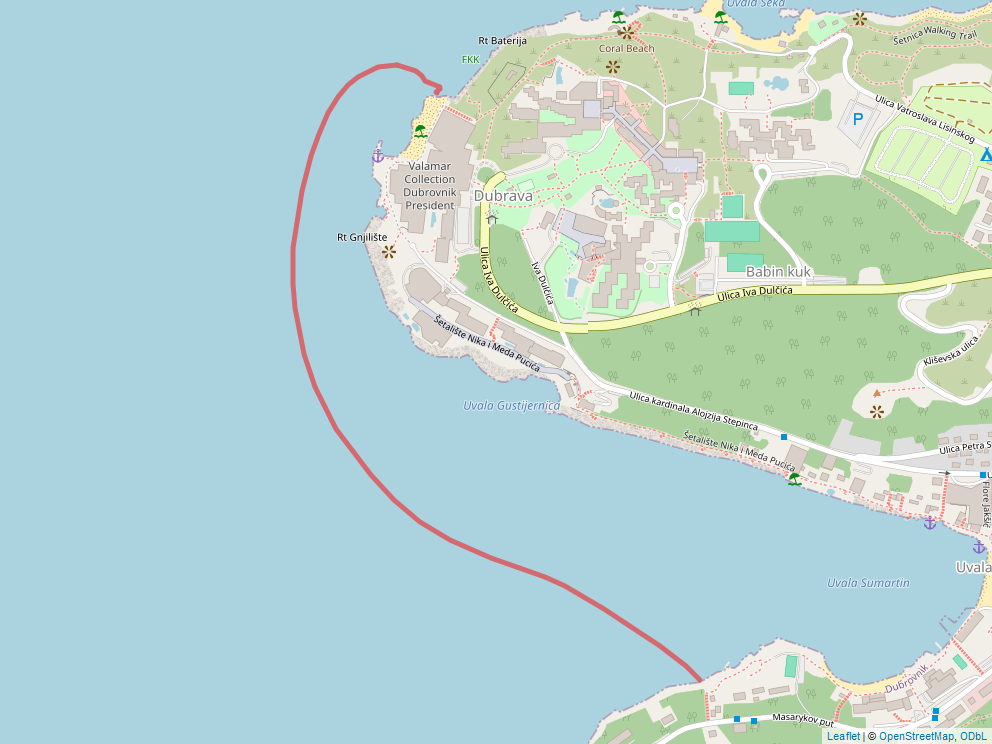 Uvala Seka
Rt Baterija
Šetnica Walking Trail
FKK
Coral Beach
P
Ulica Vatroslava Lisinskog
Valamar
Collection
Dubrovnik
President
Dubrava
Rt Gnjilište
Ulica Iva Dulčića
Iva Dulčića
Babin kuk
Ulica Iva Dulčića
Šetalište Nika i Meda Pucića
Kliševska ulica
Uvala Gustijernica
Ulica kardinala Alojzija Stepinca
Šetalište Nika i Meda Pucića
Ulica Petra S
U
Fiore Jakšić
Uvala
Uvala Sumartin
Dubrovnik
Masarykov put
Leaflet | © OpenStreetMap, ODbL